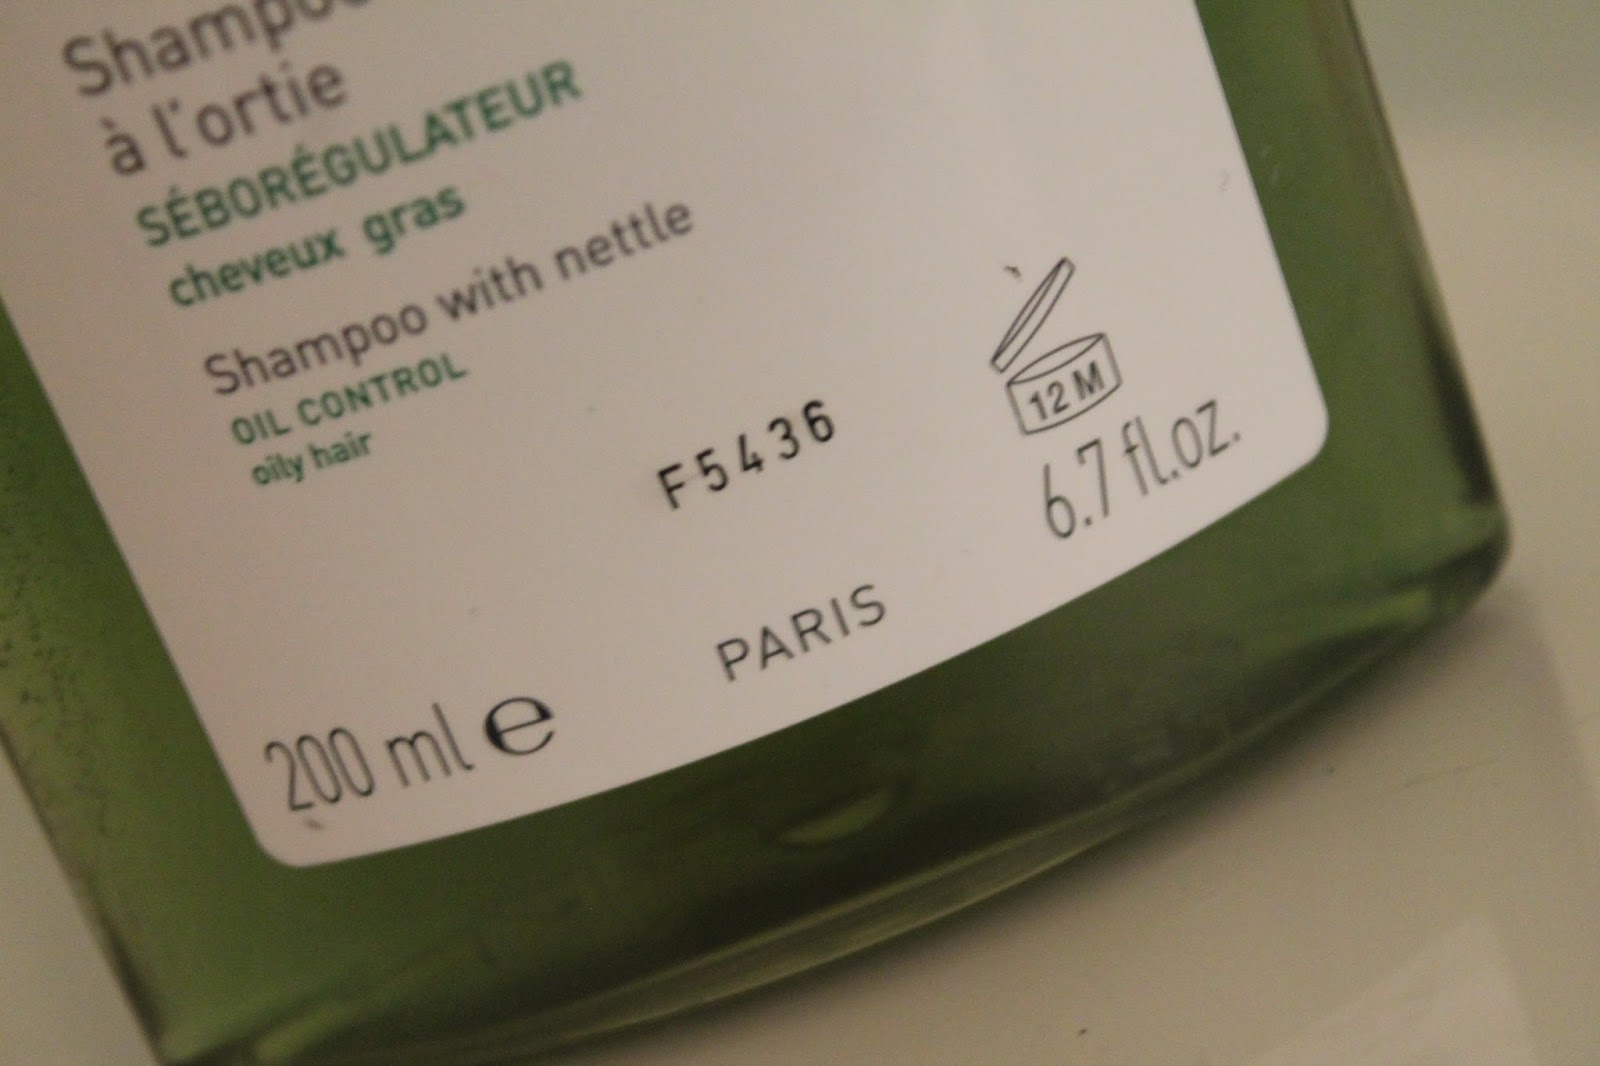 Shampoo
à l'ortie
SÉBORÉGULATEUR
cheveux gras
Shampoo with nettle
OIL CONTROL
oily hair
F5436
12 M
6.7 fl.oz.
PARIS
200 ml e